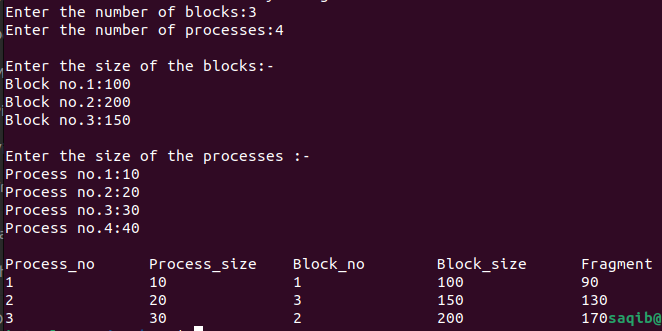 Enter the number of blocks:3
Enter the number of processes:4
Enter the size of the blocks:-
Block no.1:100
Block no.2:200
Block no.3:150
Enter the size of the processes :-
Process no.1:10
Process no.2:20
Process no.3:30
Process no.4:40
Process_no Process_size Block_no Block_size Fragment
1 10 1 100 90
2 20 3 150 130
3 30 2 200 170saqib@